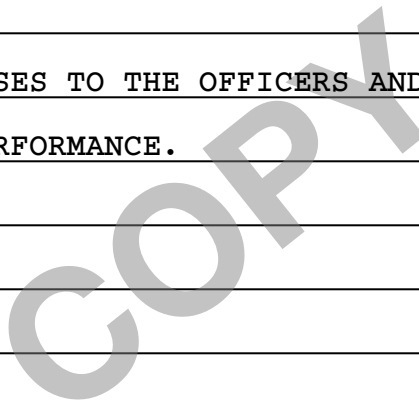 SES TO THE OFFICERS AND
RFORMANCE.
COPY